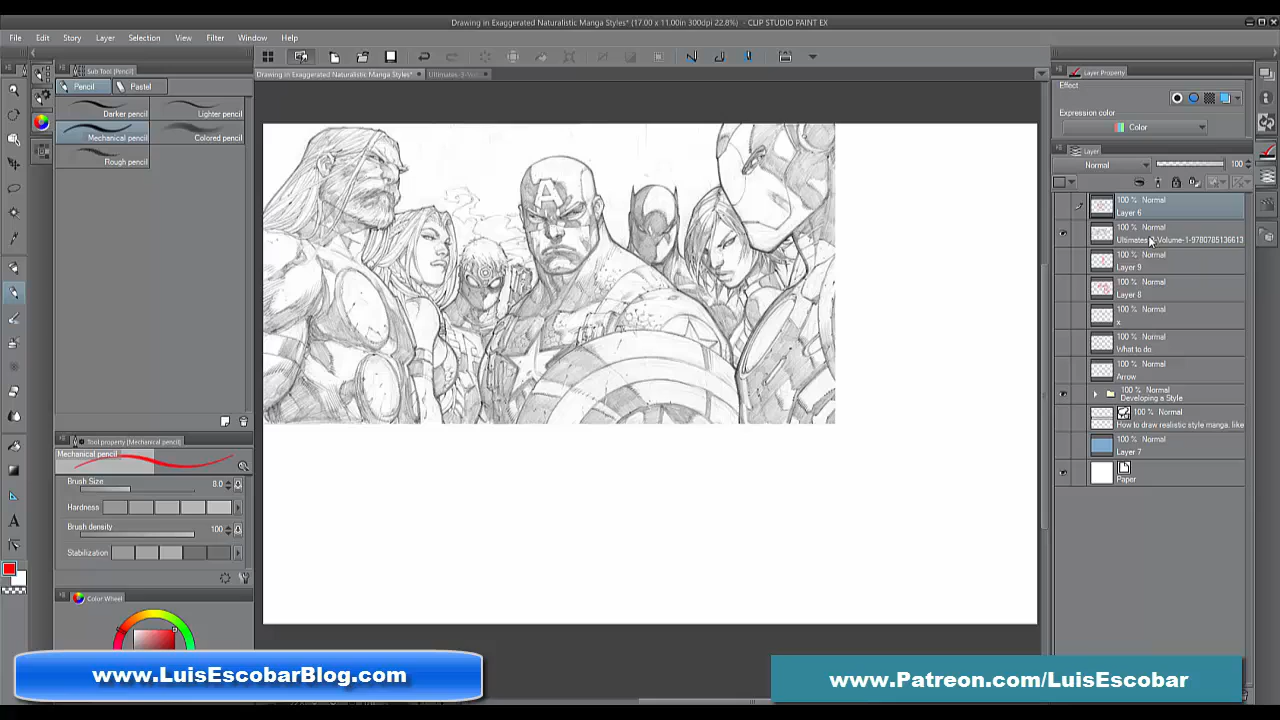 Drawing in Exaggerated Naturalistic Manga Styles* (17.00 x 11.00in 300dpi 22.8%) - CLIP STUDIO PAINT EX
File Edit Story Layer Selection View Filter Window Help
Sub Tool [Pencil]
Drawing in Exaggerated Naturalistic Manga Styles*
Pencil Pastel
Darker pencil Lighter pencil
Mechanical pencil Colored pencil
Rough pencil
Tool property [Mechanical pencil]
Mechanical pencil
Brush Size 8.0
Hardness
Brush density 100
Stabilization
Color Wheel
A
Layer Property
Effect
Expression color
Color
Layer
Normal 100
100 % Normal
Layer 6
100 % Normal
100 % Normal
Layer 9
100 % Normal
Layer 8
100 % Normal
x
100 % Normal
What to do
100 % Normal
Arrow
100 % Normal
Developing a Style
100 % Normal
How to draw realistic style manga. like
100 % Normal
Layer 7
Paper
www.LuisEscobarBlog.com
www.Patreon.com/LuisEscobar